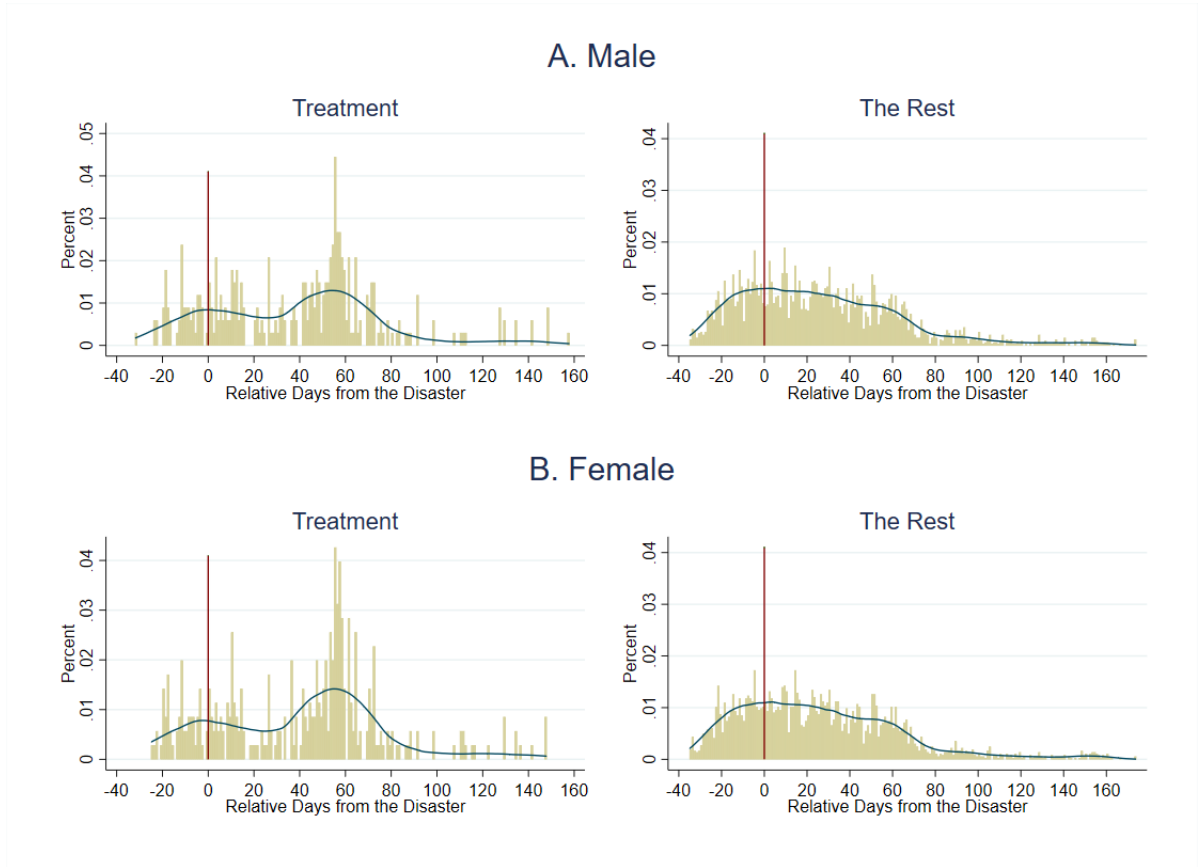 A. Male
Treatment
Percent
.05
.04
.03
.02
.01
0
-40 -20 0 20 40 60 80 100 120 140 160
Relative Days from the Disaster
The Rest
Percent
.04
.03
.02
.01
0
-40 -20 0 20 40 60 80 100 120 140 160
Relative Days from the Disaster
B. Female
Treatment
Percent
.04
.03
.02
.01
0
-40 -20 0 20 40 60 80 100 120 140 160
Relative Days from the Disaster
The Rest
Percent
.04
.03
.02
.01
0
-40 -20 0 20 40 60 80 100 120 140 160
Relative Days from the Disaster